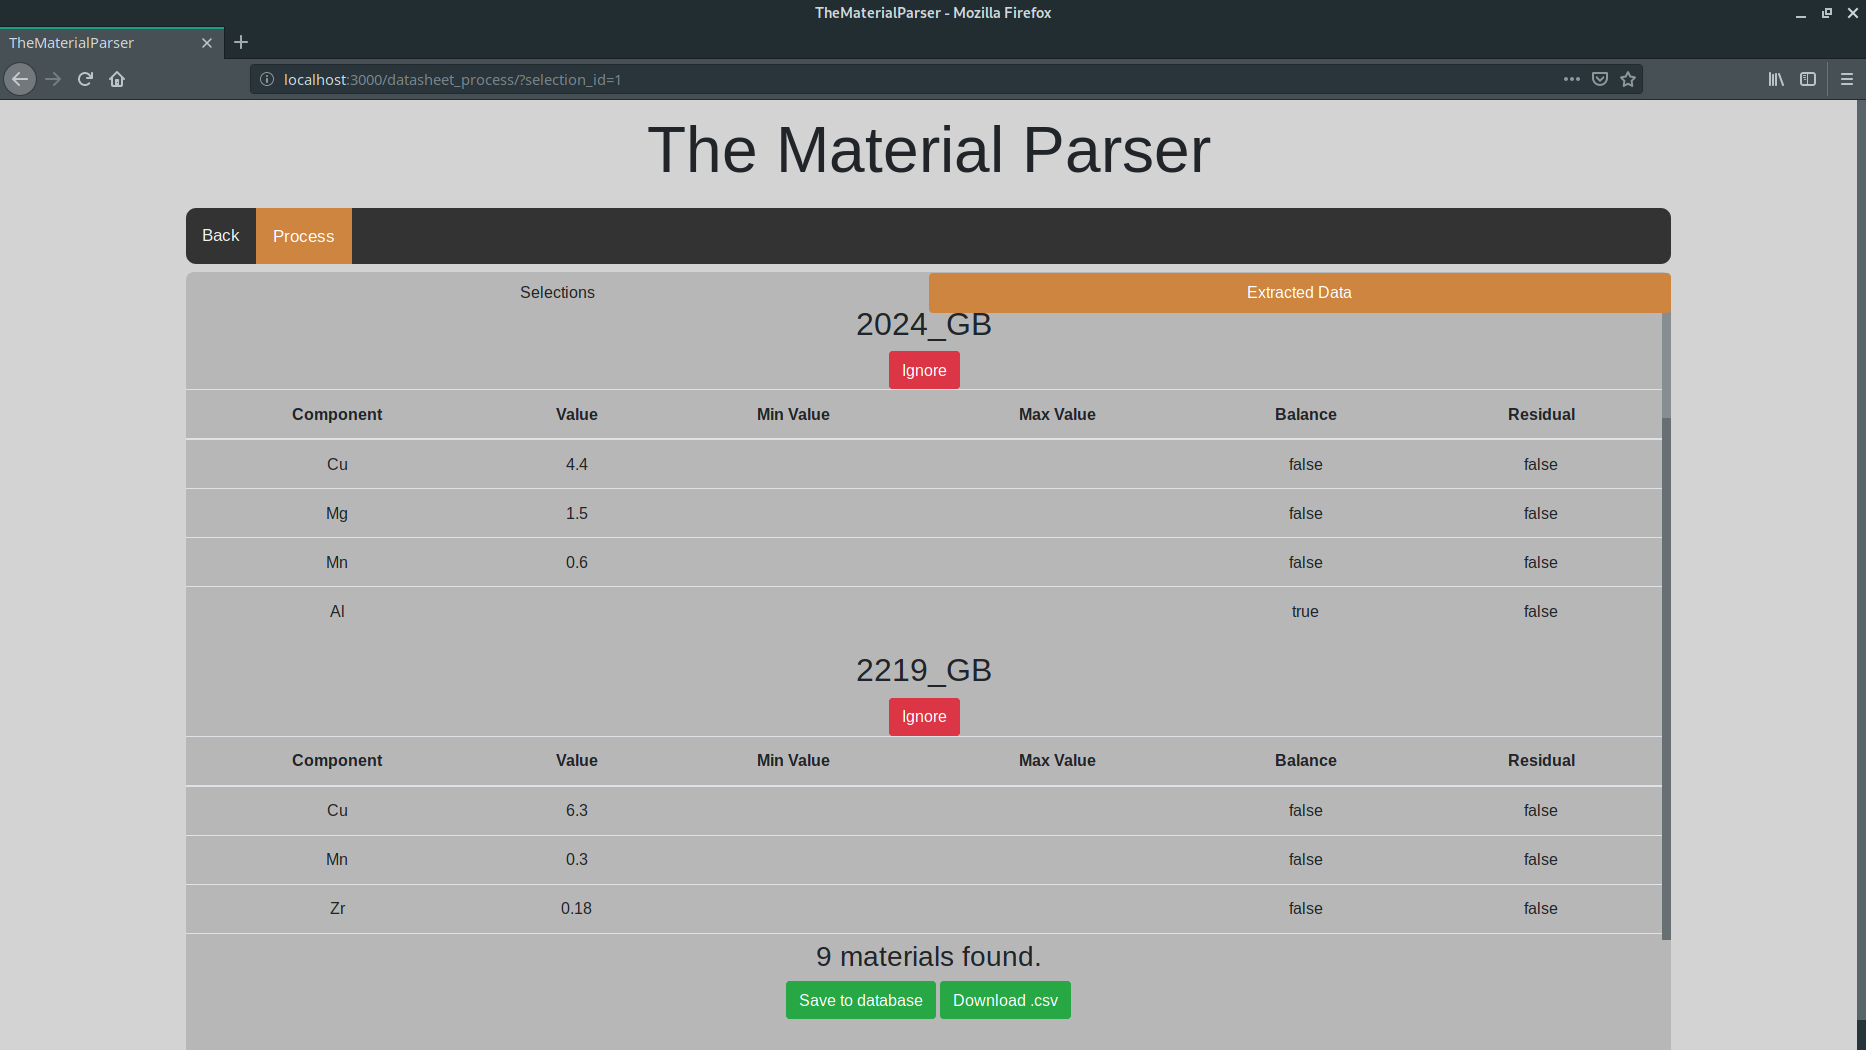 TheMaterialParser - Mozilla Firefox
TheMaterialParser
localhost:3000/datasheet_process/?selection_id=1
The Material Parser
Back Process
Selections Extracted Data
2024_GB
Ignore
Component Value Min Value Max Value Balance Residual
Cu 4.4 false false
Mg 1.5 false false
Mn 0.6 false false
Al true false
2219_GB
Ignore
Component Value Min Value Max Value Balance Residual
Cu 6.3 false false
Mn 0.3 false false
Zr 0.18 false false
9 materials found.
Save to database Download .csv